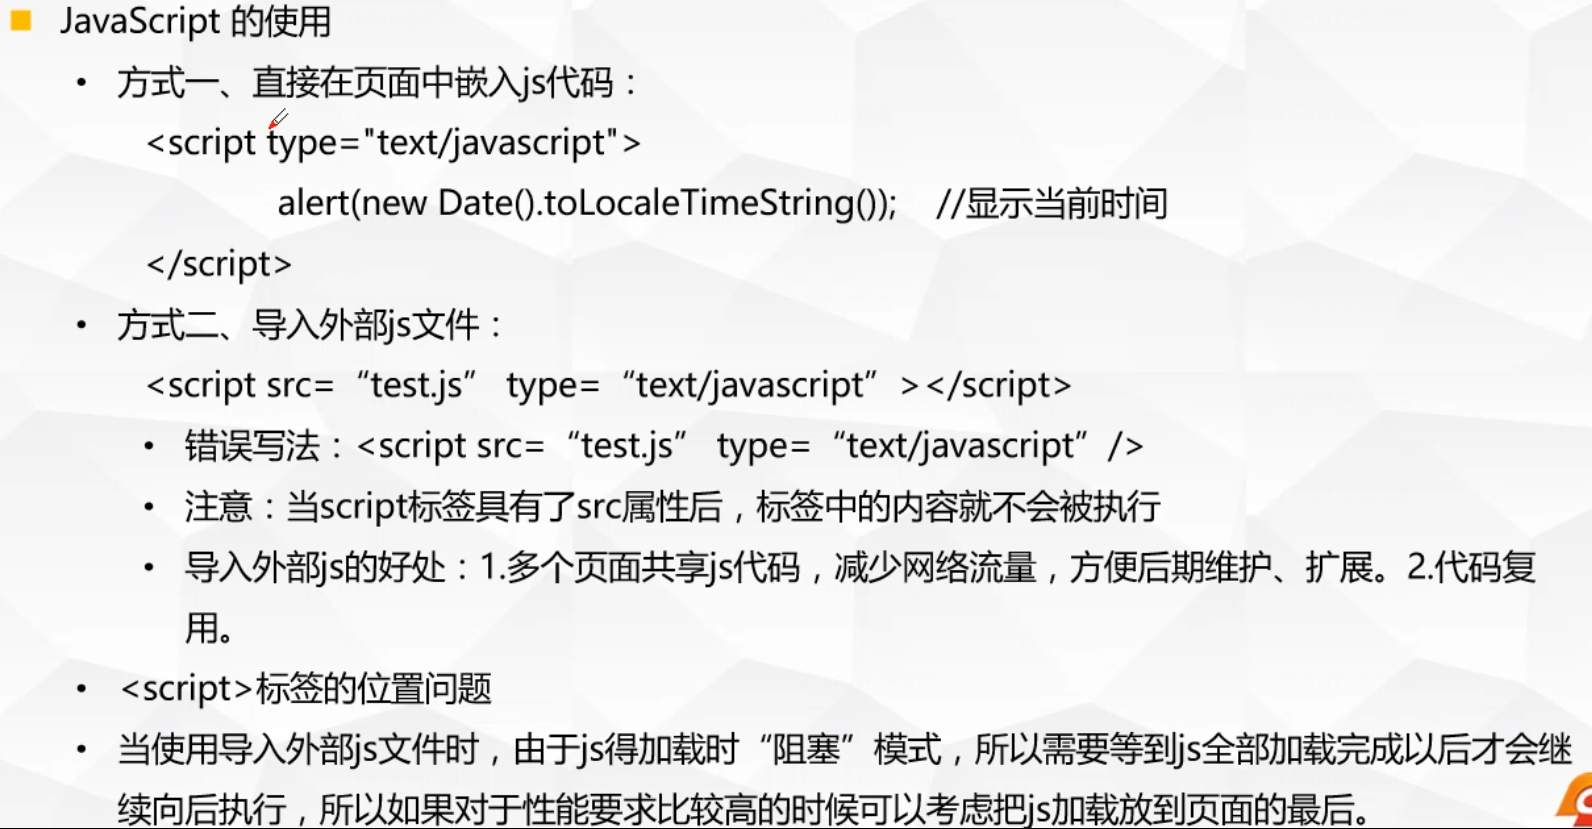 JavaScript 的使用
• 方式一、直接在页面中嵌入js代码：
<script type="text/javascript">
alert(new Date().toLocaleTimeString()); //显示当前时间
</script>
• 方式二、导入外部js文件：
<script src=“test.js” type=“text/javascript”></script>
• 错误写法：<script src=“test.js” type=“text/javascript”/>
• 注意：当script标签具有了src属性后，标签中的内容就不会被执行
• 导入外部js的好处：1.多个页面共享js代码，减少网络流量，方便后期维护、扩展。2.代码复
用。
• <script>标签的位置问题
• 当使用导入外部js文件时，由于js得加载时“阻塞”模式，所以需要等到js全部加载完成以后才会继
续向后执行，所以如果对于性能要求比较高的时候可以考虑把js加载放到页面的最后。